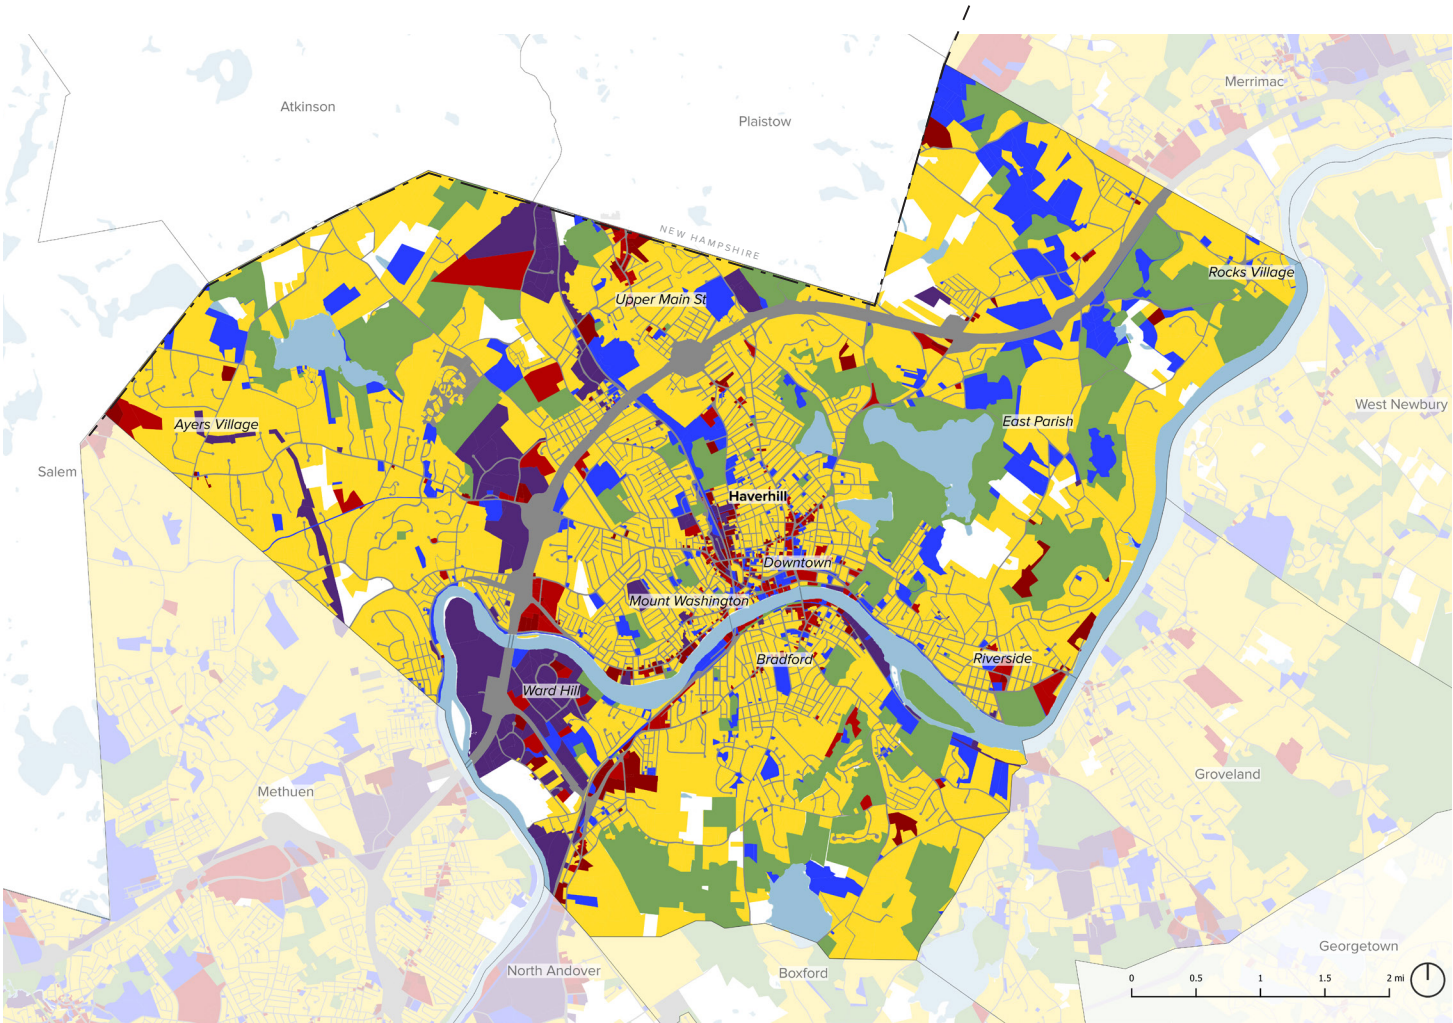 Merrimac
Atkinson
Plaistow
NEW HAMPSHIRE
Rocks Village
Upper Main St
West Newbury
Ayers Village
East Parish
Salem
Haverhill
Downtown
Mount Washington
Bradford
Riverside
Ward Hill
Groveland
Methuen
Georgetown
North Andover
Boxford
0 0.5 1 1.5 2 mi